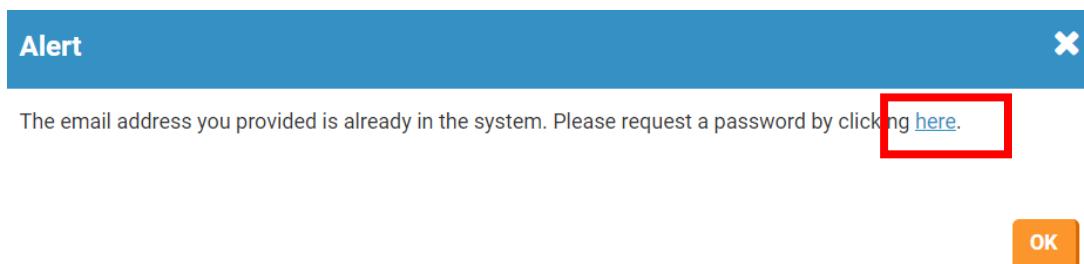 Alert
The email address you provided is already in the system. Please request a password by clicking here.
OK